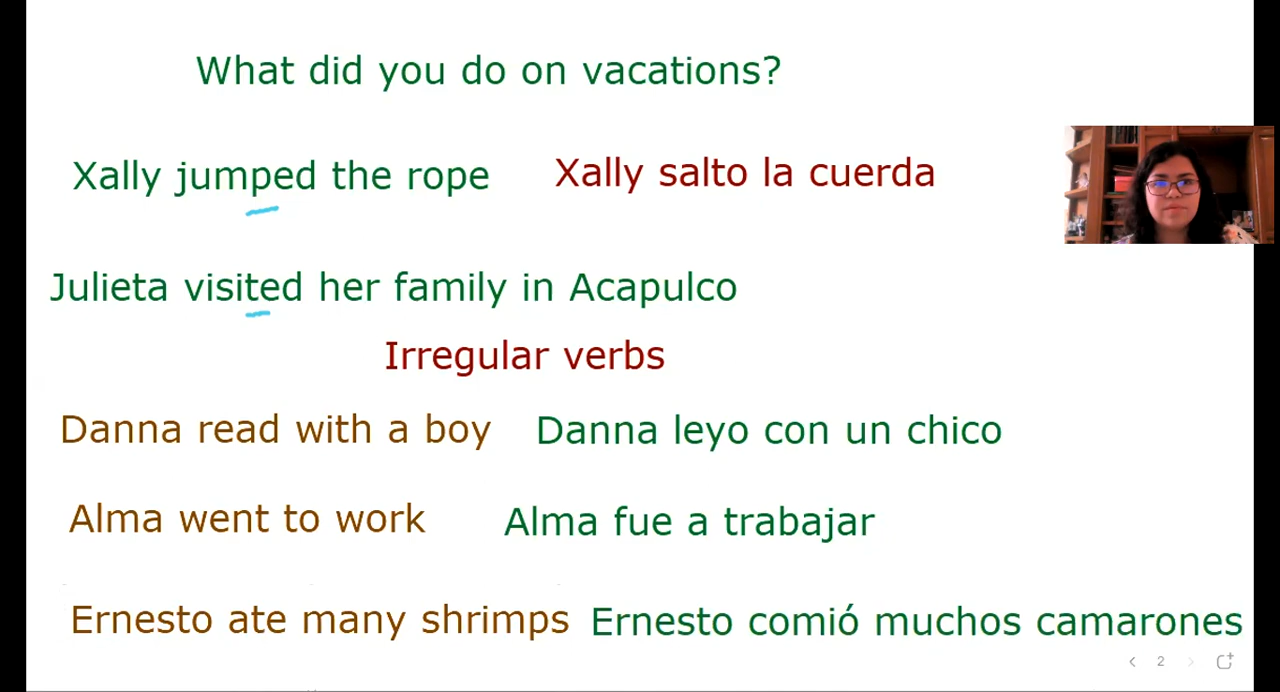 What did you do on vacations?
Xally jumped the rope Xally salto la cuerda
Julieta visited her family in Acapulco
Irregular verbs
Danna read with a boy Danna leyo con un chico
Alma went to work Alma fue a trabajar
Ernesto ate many shrimps Ernesto comió muchos camarones
2